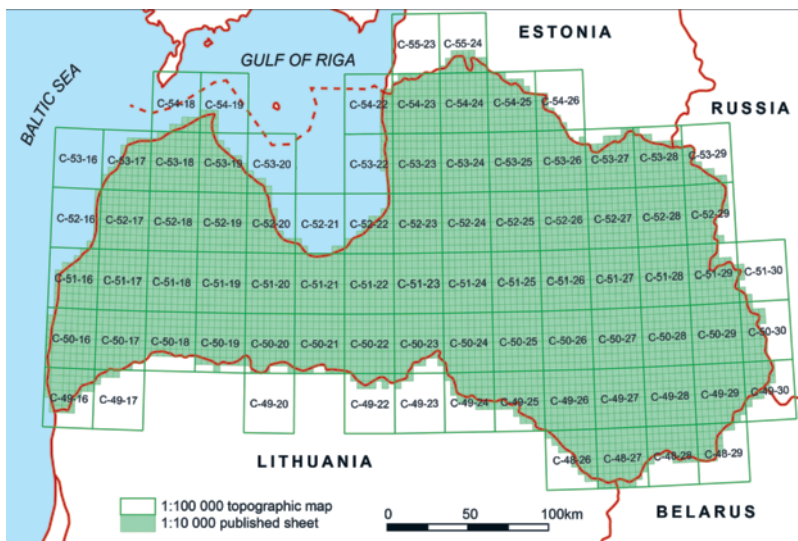 C-55-23 C-55-24
ESTONIA
GULF OF RIGA
BALTIC SEA
C-54-18 C-54-19 C-54-22 C-54-23 C-54-24 C-54-25 C-54-26
RUSSIA
C-53-16 C-53-17 C-53-18 C-53-19 C-53-20 C-53-22 C-53-23 C-53-24 C-53-25 C-53-26 C-53-27 C-53-28 C-53-29
C-52-16 C-52-17 C-52-18 C-52-19 C-52-20 C-52-21 C-52-22 C-52-23 C-52-24 C-52-25 C-52-26 C-52-27 C-52-28 C-52-29
C-51-16 C-51-17 C-51-18 C-51-19 C-51-20 C-51-21 C-51-22 C-51-23 C-51-24 C-51-25 C-51-26 C-51-27 C-51-28 C-51-29 C-51-30
C-50-16 C-50-17 C-50-18 C-50-19 C-50-20 C-50-21 C-50-22 C-50-23 C-50-24 C-50-25 C-50-26 C-50-27 C-50-28 C-50-29 C-50-30
C-49-16 C-49-17 C-49-20 C-49-22 C-49-23 C-49-24 C-49-25 C-49-26 C-49-27 C-49-28 C-49-29 C-49-30
C-48-26 C-48-27 C-48-28 C-48-29
LITHUANIA
BELARUS
1:100 000 topographic map
1:10 000 published sheet
0 50 100km